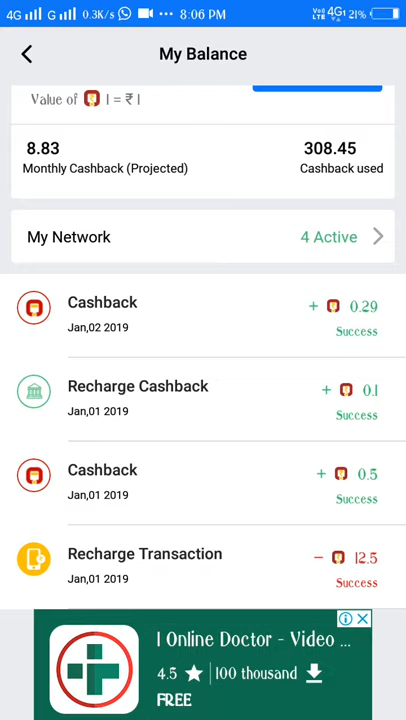 4G G 0.3K/s ... 8:06 PM VoLTE 4G 21%
My Balance
Value of 1 = ₹ 1
8.83 308.45
Monthly Cashback (Projected) Cashback used
My Network 4 Active
Cashback + 0.29
Jan,02 2019 Success
Recharge Cashback + 0.1
Jan,01 2019 Success
Cashback + 0.5
Jan,01 2019 Success
Recharge Transaction − 12.5
Jan,01 2019 Success
1 Online Doctor - Video ...
4.5 ★ | 100 thousand
FREE